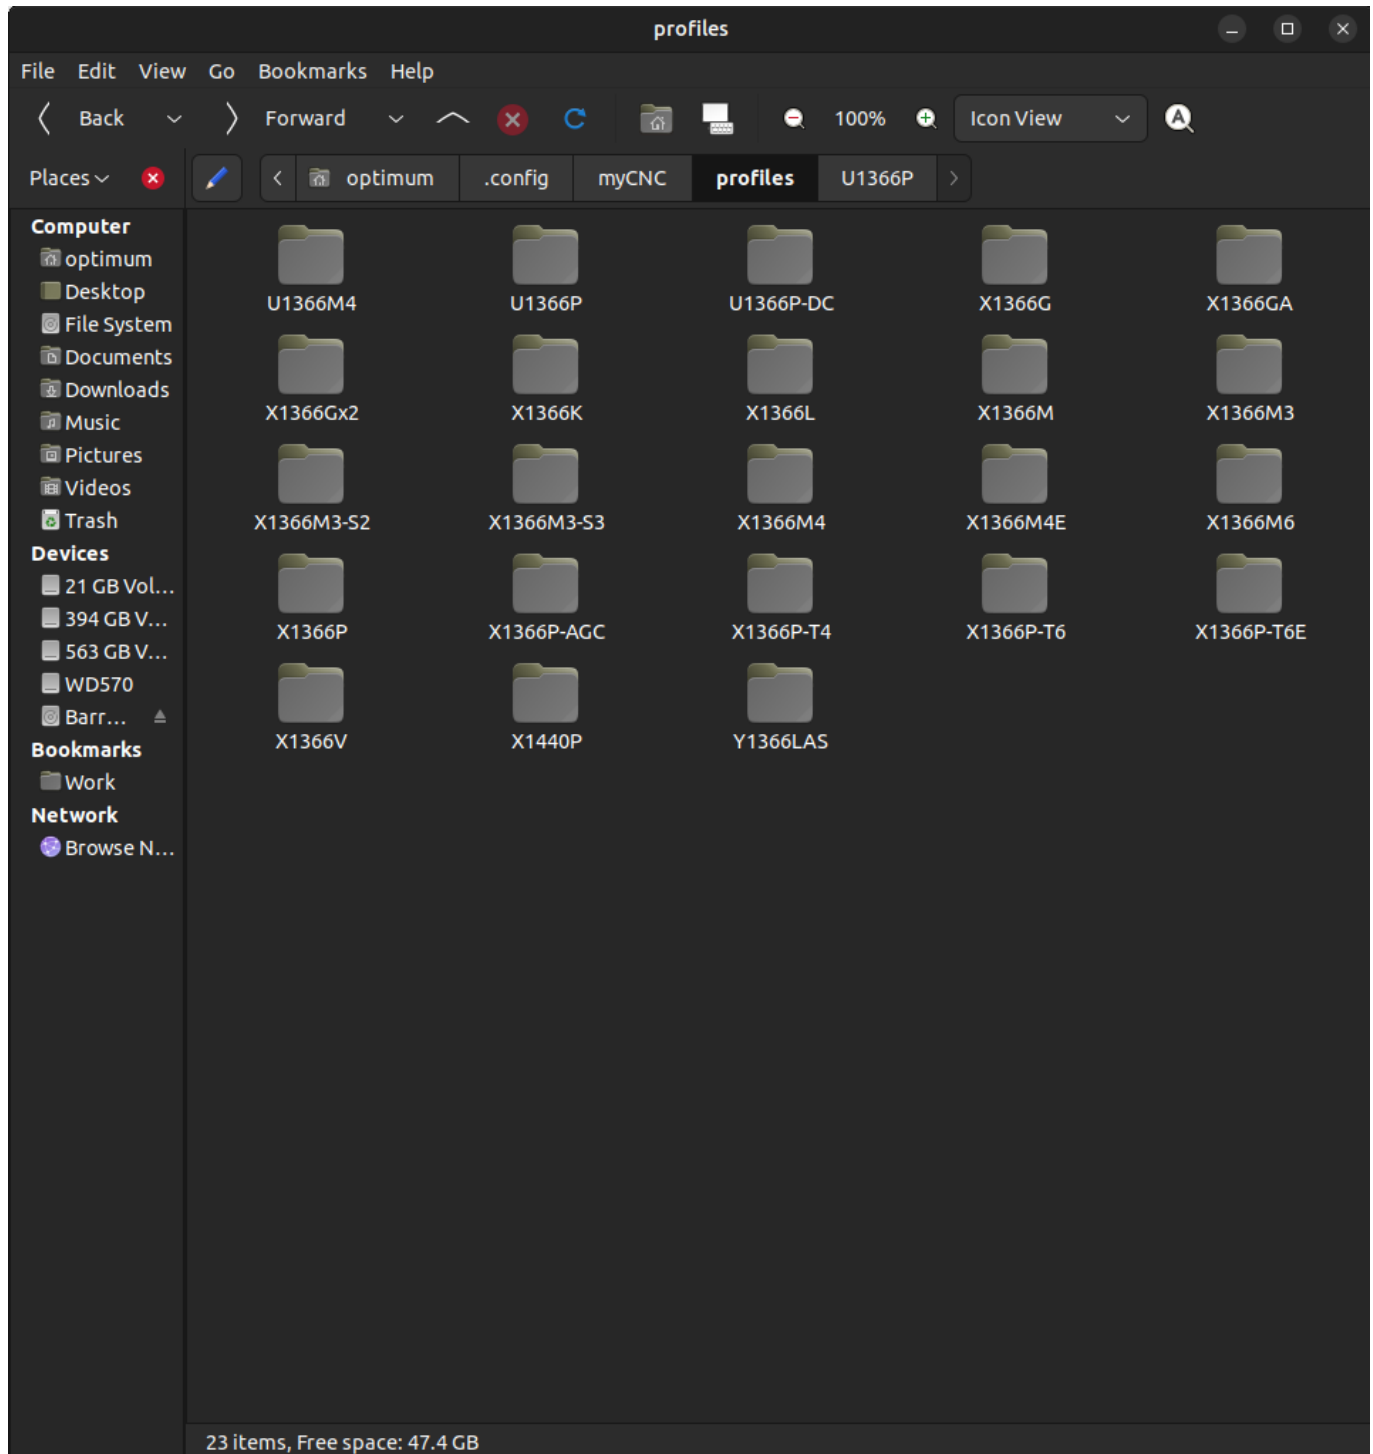 profiles
File Edit View Go Bookmarks Help
Back Forward 100% Icon View
Places optimum .config myCNC profiles U1366P
Computer
optimum
Desktop
File System
Documents
Downloads
Music
Pictures
Videos
Trash
Devices
21 GB Vol...
394 GB V...
563 GB V...
WD570
Barr...
Bookmarks
Work
Network
Browse N...
U1366M4 U1366P U1366P-DC X1366G X1366GA
X1366Gx2 X1366K X1366L X1366M X1366M3
X1366M3-S2 X1366M3-S3 X1366M4 X1366M4E X1366M6
X1366P X1366P-AGC X1366P-T4 X1366P-T6 X1366P-T6E
X1366V X1440P Y1366LAS
23 items, Free space: 47.4 GB